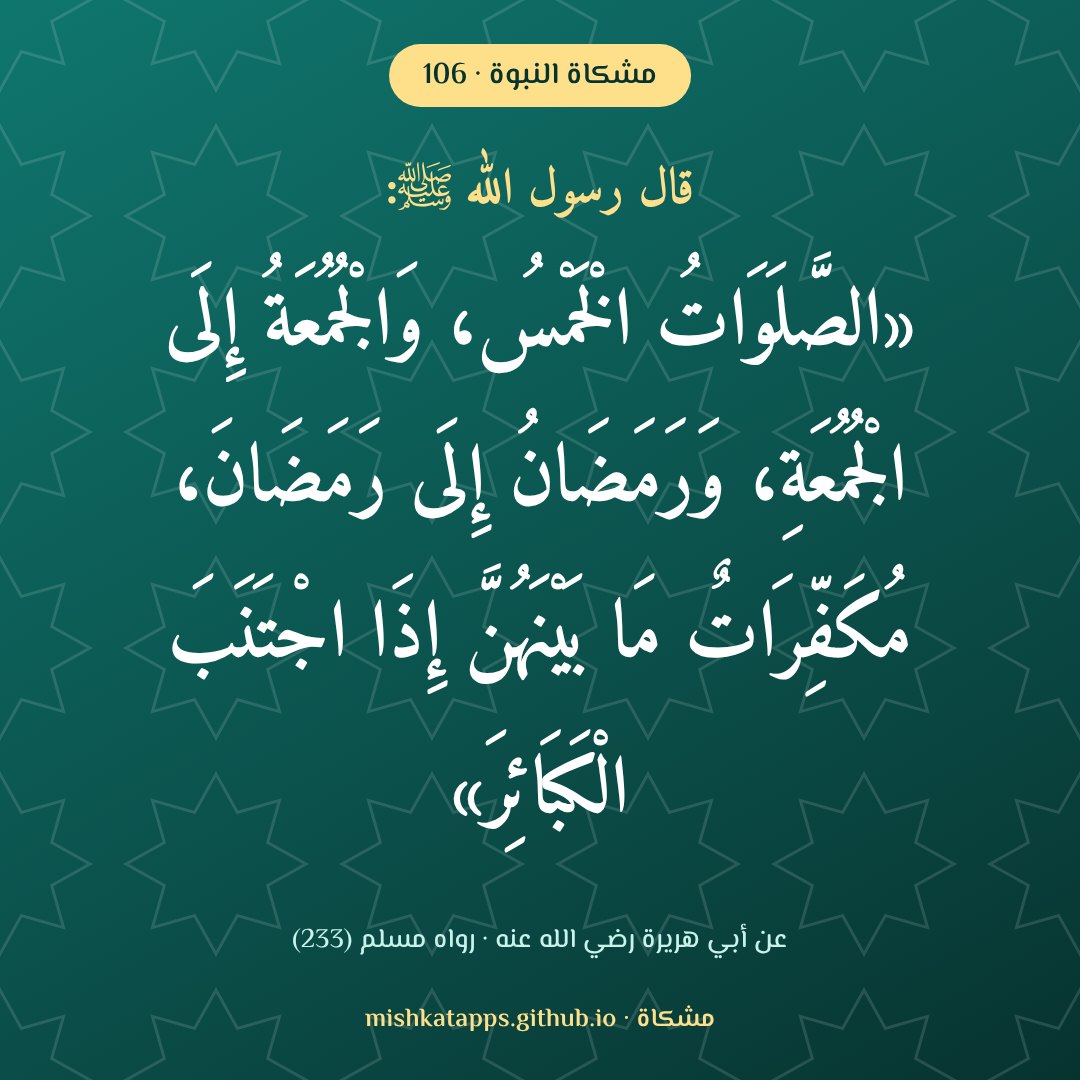 مشكاة النبوة · 106
قال رسول الله ﷺ:
«الصَّلَوَاتُ الْخَمْسُ، وَالْجُمُعَةُ إِلَى
الْجُمُعَةِ، وَرَمَضَانُ إِلَى رَمَضَانَ،
مُكَفِّرَاتٌ مَا بَيْنَهُنَّ إِذَا اجْتَنَبَ
الْكَبَائِرَ»
عن أبي هريرة رضي الله عنه · رواه مسلم (233)
مشكاة · mishkatapps.github.io